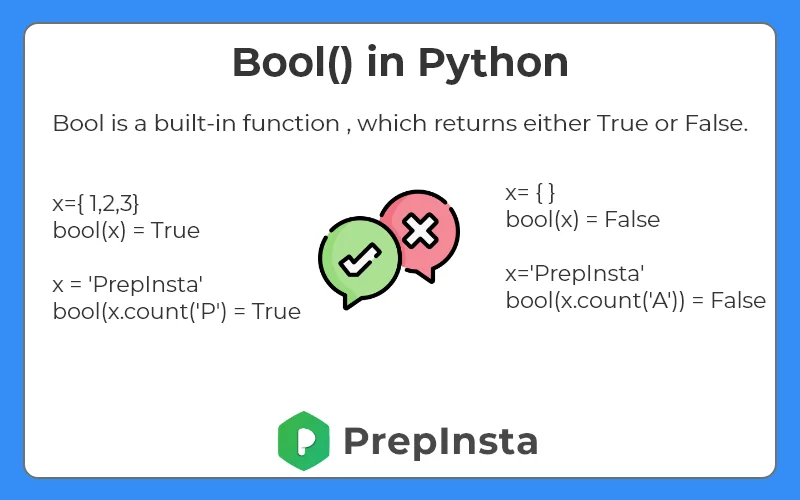 Bool() in Python
Bool is a built-in function , which returns either True or False.
x={ 1,2,3}
bool(x) = True
x = 'PrepInsta'
bool(x.count('P') = True
x= { }
bool(x) = False
x='PrepInsta'
bool(x.count('A')) = False
PrepInsta